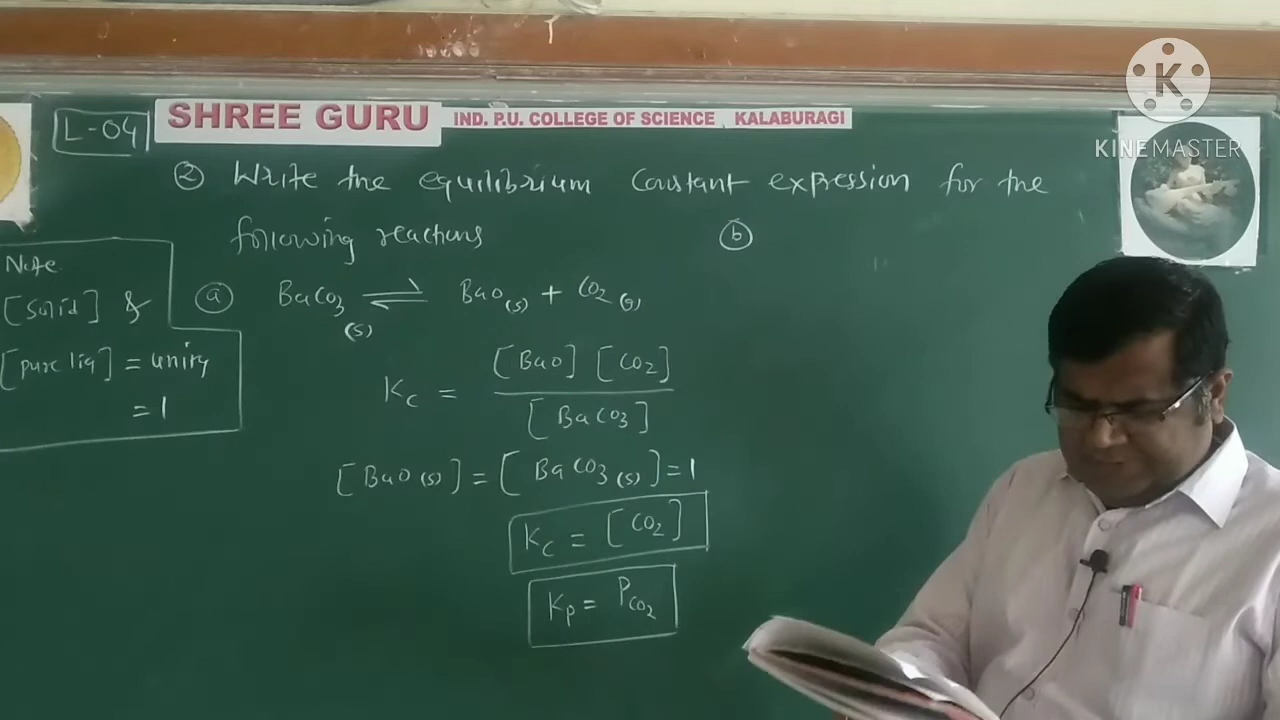 K
KINEMASTER
L-04
SHREE GURU IND. P.U. COLLEGE OF SCIENCE, KALABURAGI
② Write the equilibrium constant expression for the
following reactions
ⓑ
Note
[Solid] &
[pure liq] = unity
= 1
ⓐ BaCO3 (s) ⇌ BaO(s) + CO2(g)
Kc = [BaO] [CO2] / [BaCO3]
[BaO(s)] = [BaCO3(s)] = 1
Kc = [CO2]
Kp = PCO2